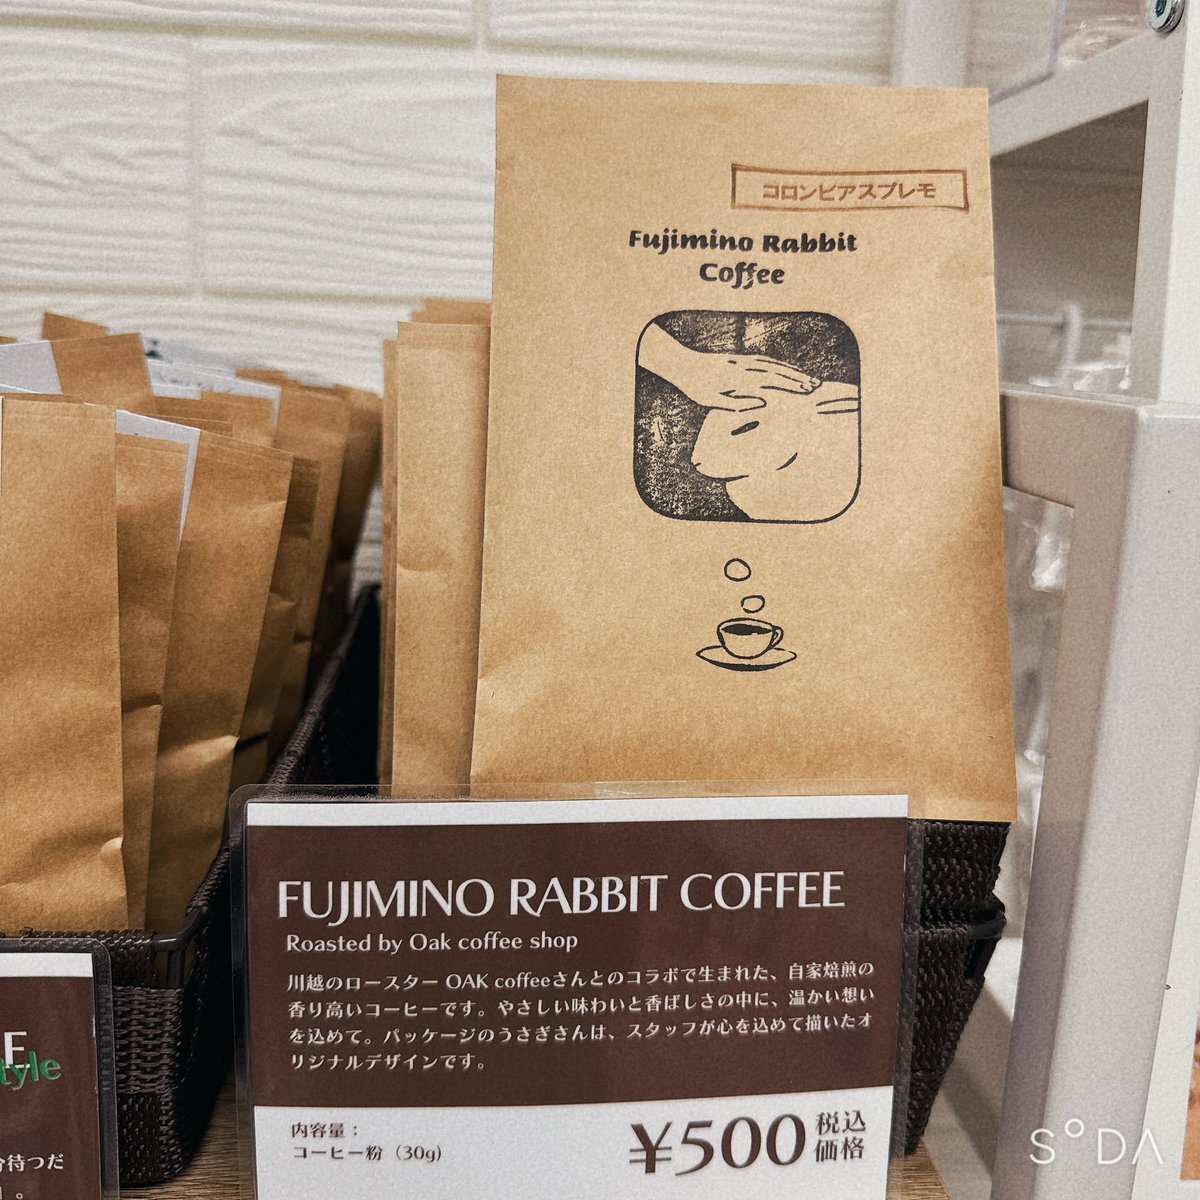 コロンビアスプレモ
Fujimino Rabbit
Coffee
FUJIMINO RABBIT COFFEE
Roasted by Oak coffee shop
川越のロースター OAK coffeeさんとのコラボで生まれた、自家焙煎の
香り高いコーヒーです。やさしい味わいと香ばしさの中に、温かい想い
を込めて。パッケージのうさぎさんは、スタッフが心を込めて描いたオ
リジナルデザインです。
内容量：
コーヒー粉（30g)
¥500 税込
価格
SODA